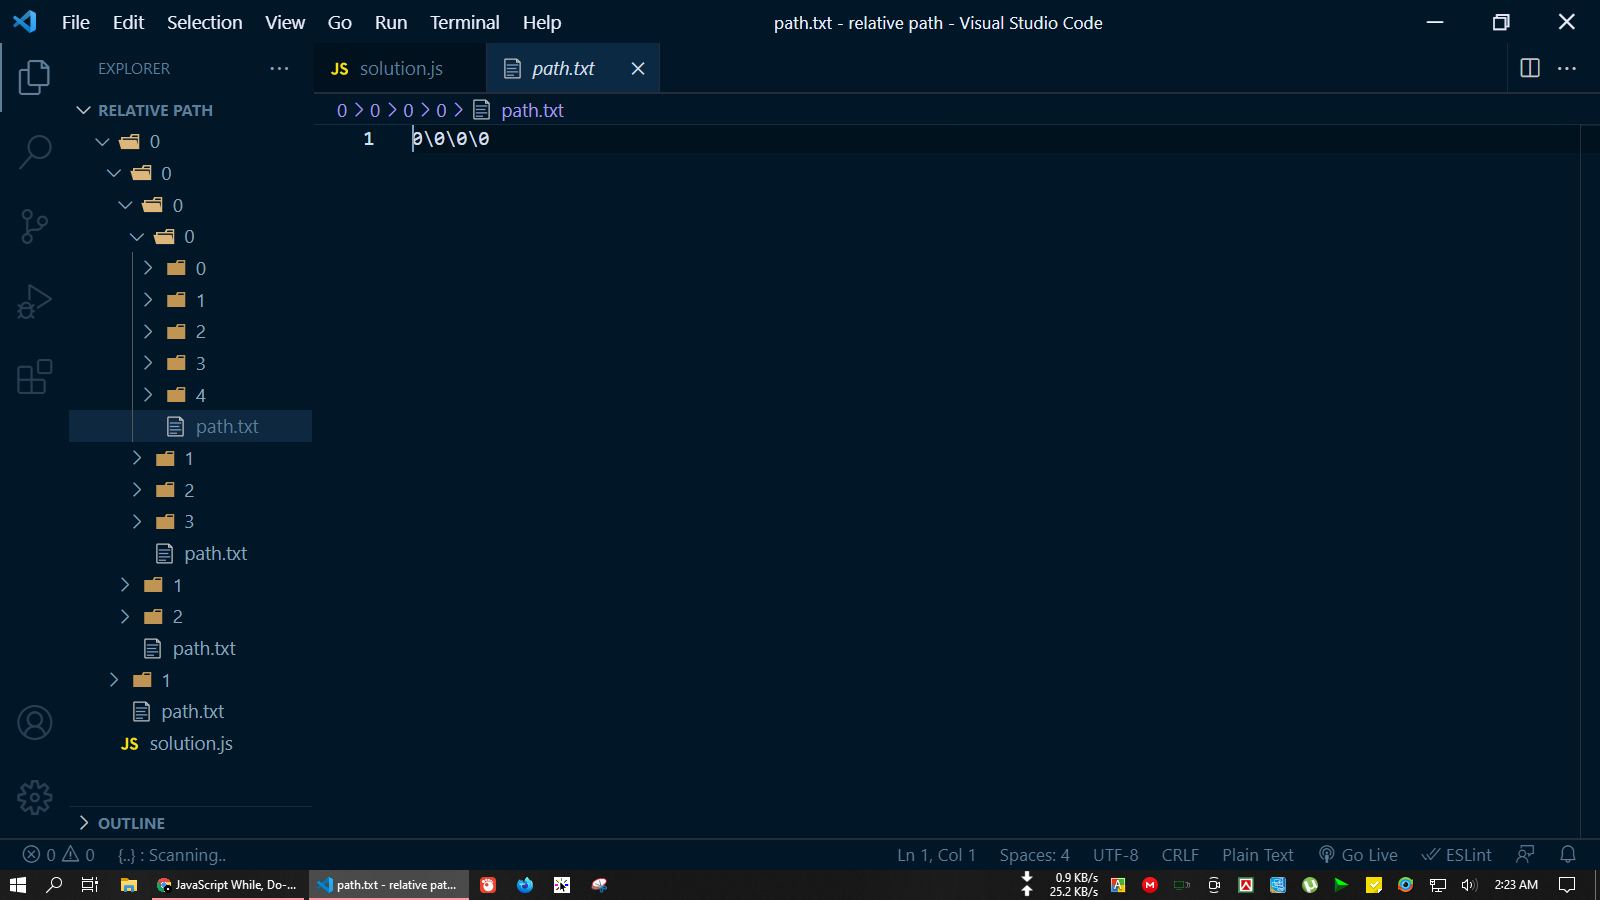 File Edit Selection View Go Run Terminal Help
path.txt - relative path - Visual Studio Code
EXPLORER
RELATIVE PATH
0
0
0
0
0
1
2
3
4
path.txt
1
2
3
path.txt
1
2
path.txt
1
path.txt
JS solution.js
OUTLINE
JS solution.js
path.txt
0 > 0 > 0 > 0 > path.txt
1 0\0\0\0
0 0 {..} : Scanning..
Ln 1, Col 1 Spaces: 4 UTF-8 CRLF Plain Text Go Live ESLint
JavaScript While, Do-...
path.txt - relative pat...
0.9 KB/s
25.2 KB/s
2:23 AM